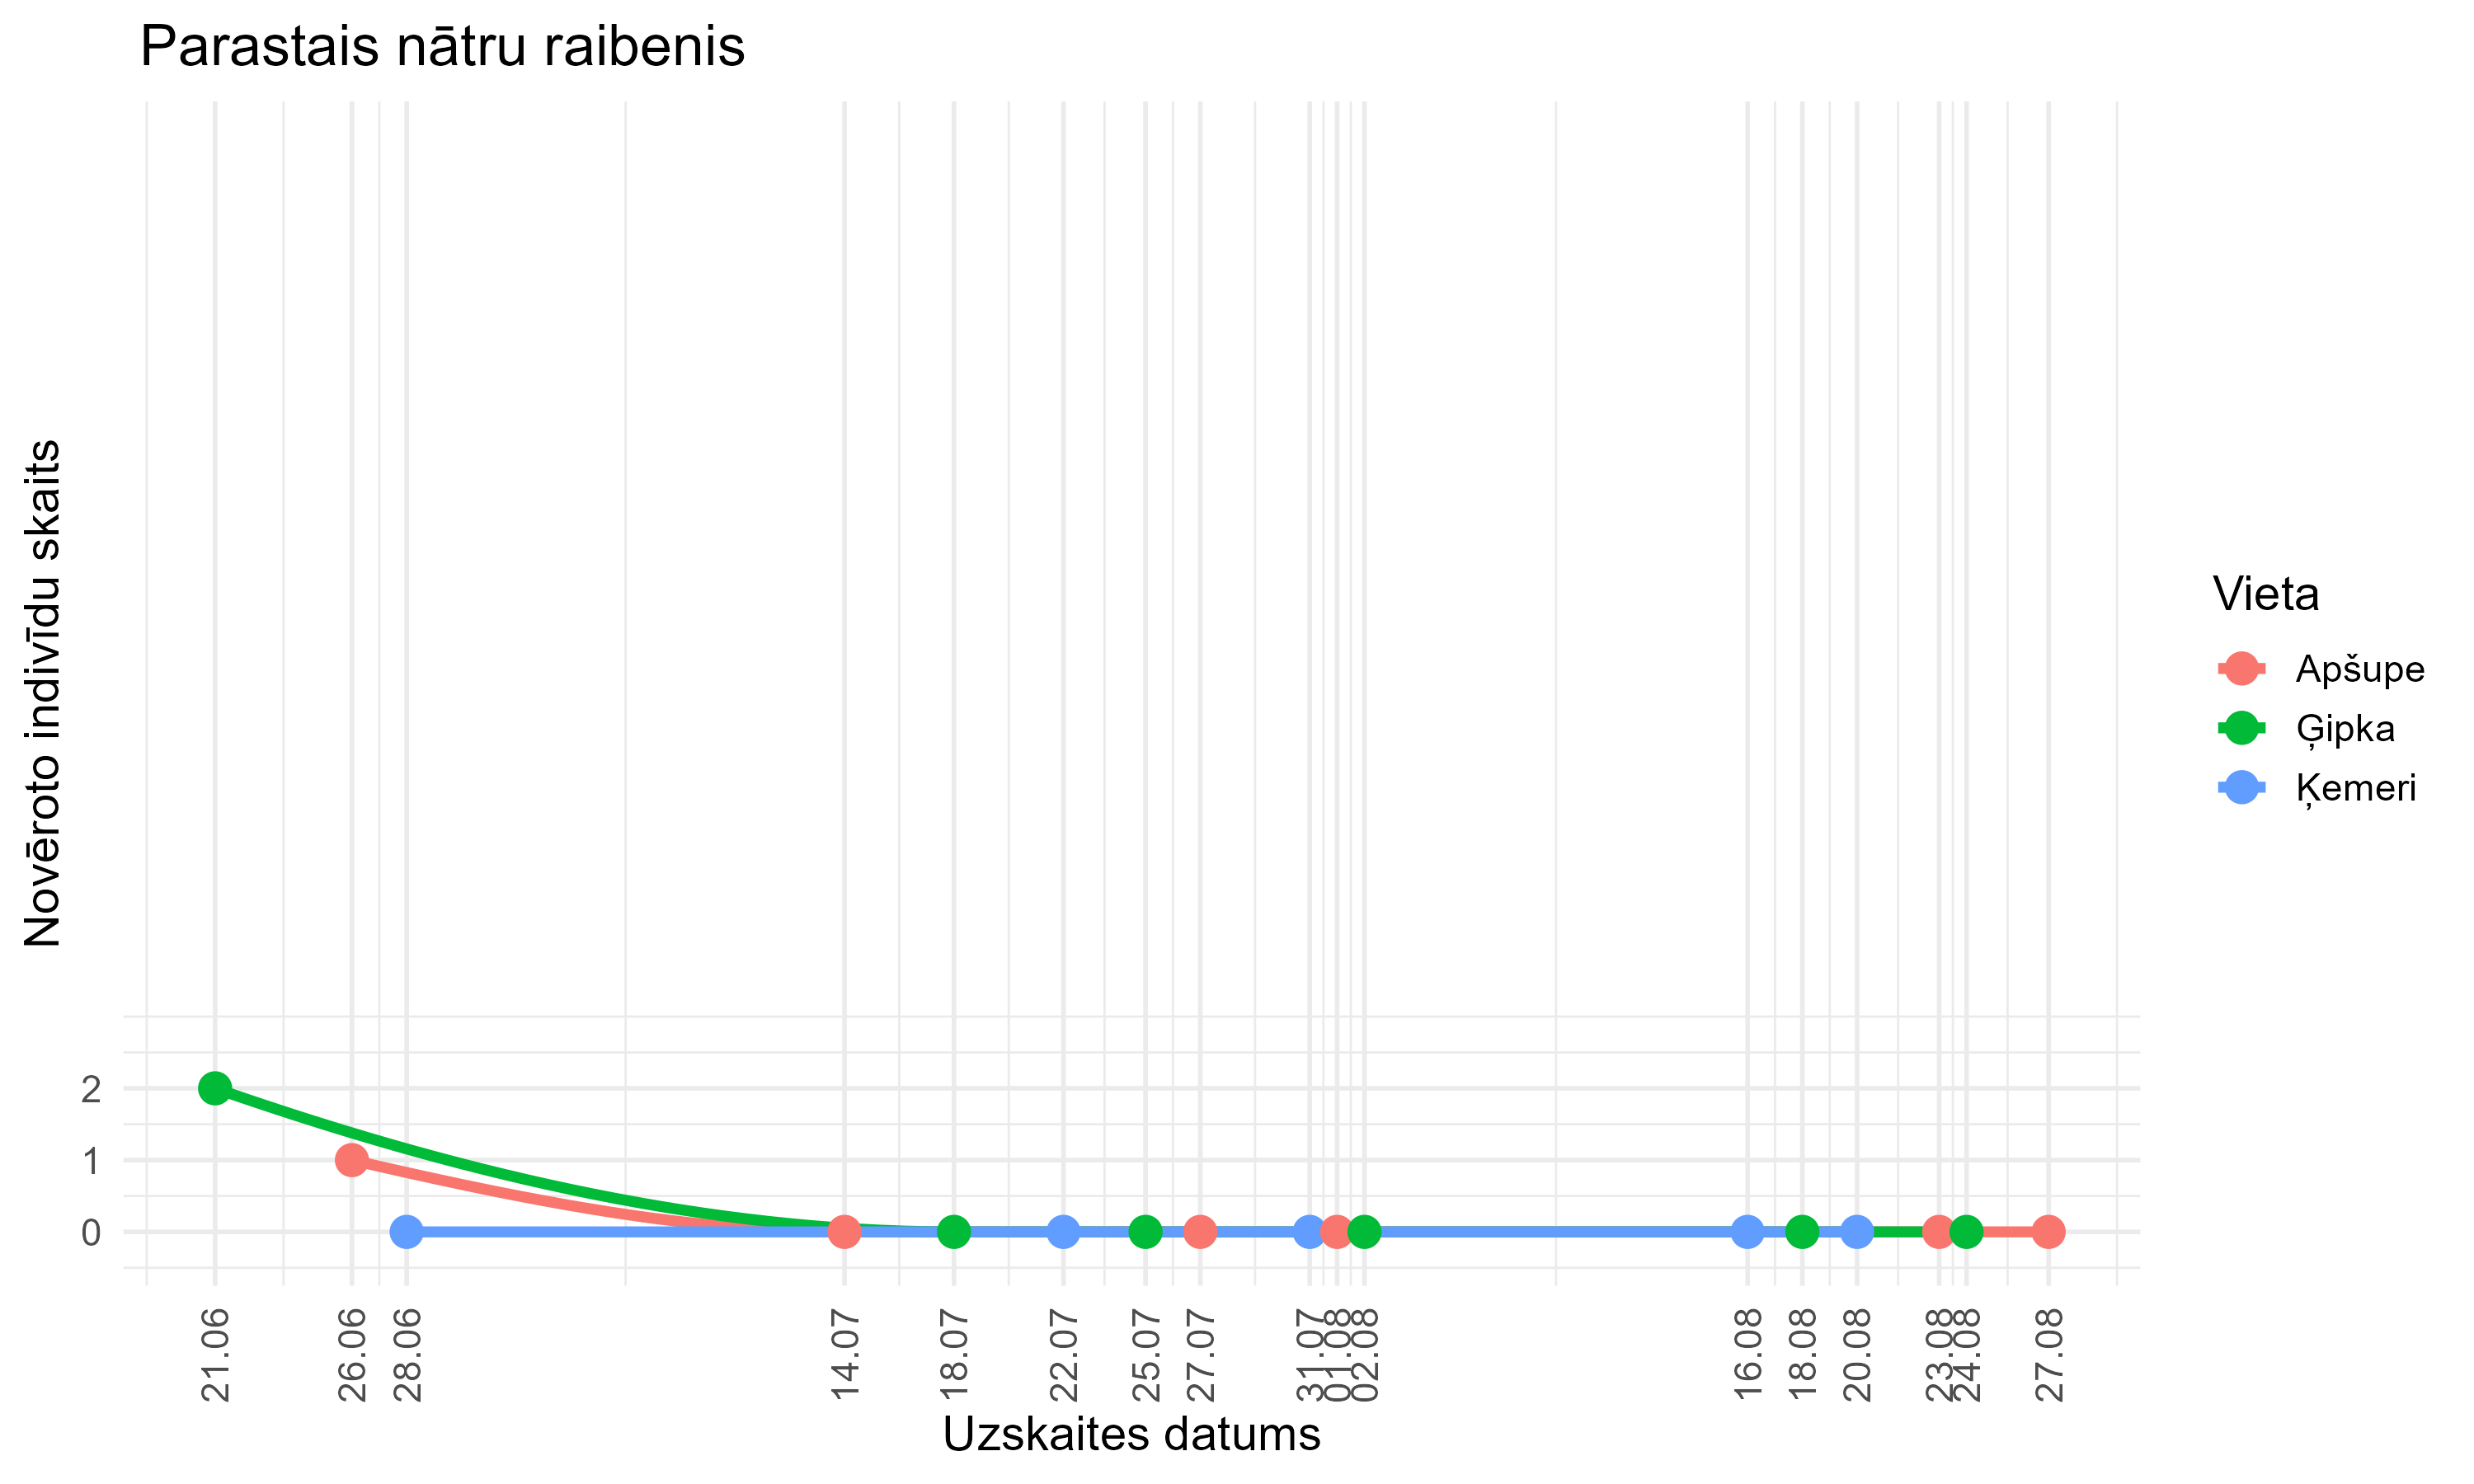 Parastais nātru raibenis
Novēroto indivīdu skaits
2
1
0
21.06
26.06
28.06
14.07
18.07
22.07
25.07
27.07
31.07
01.08
02.08
16.08
18.08
20.08
23.08
24.08
27.08
Uzskaites datums
Vieta
Apšupe
Ģipka
Ķemeri